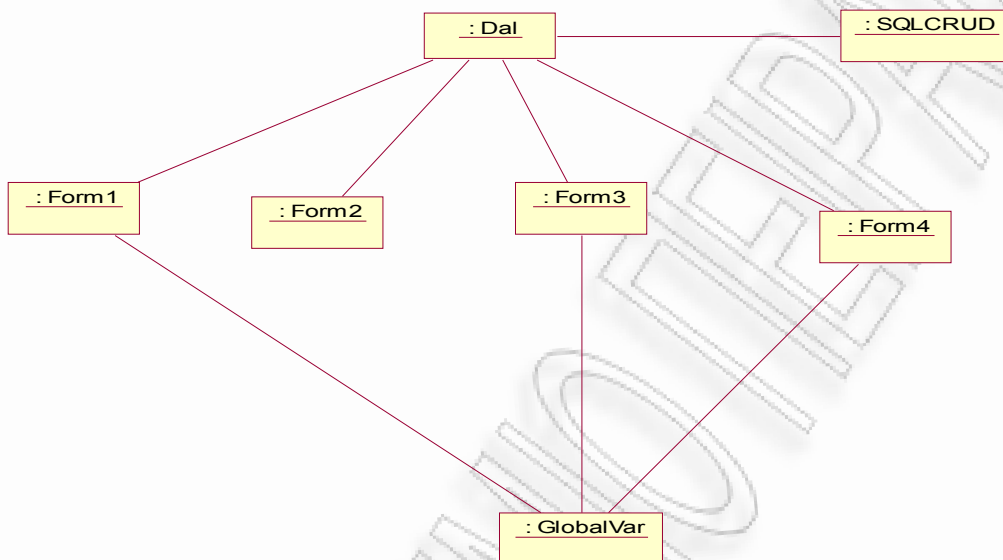 : Dal
: SQLCRUD
: Form1
: Form2
: Form3
: Form4
: GlobalVar